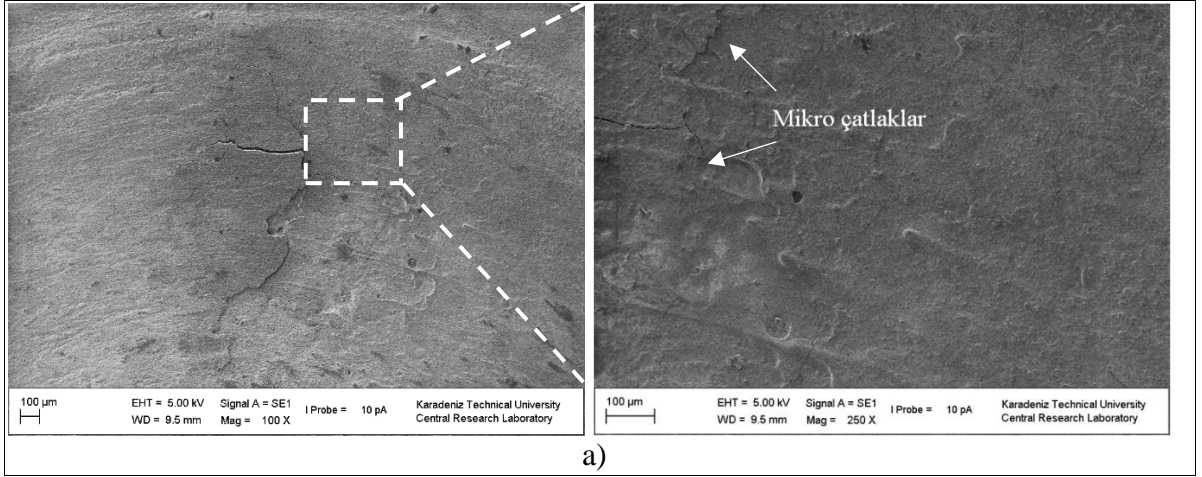 Mikro çatlaklar
100 µm
EHT = 5.00 kV Signal A = SE1 I Probe = 10 pA Karadeniz Technical University
WD = 9.5 mm Mag = 100 X Central Research Laboratory
100 µm
EHT = 5.00 kV Signal A = SE1 I Probe = 10 pA Karadeniz Technical University
WD = 9.5 mm Mag = 250 X Central Research Laboratory
a)